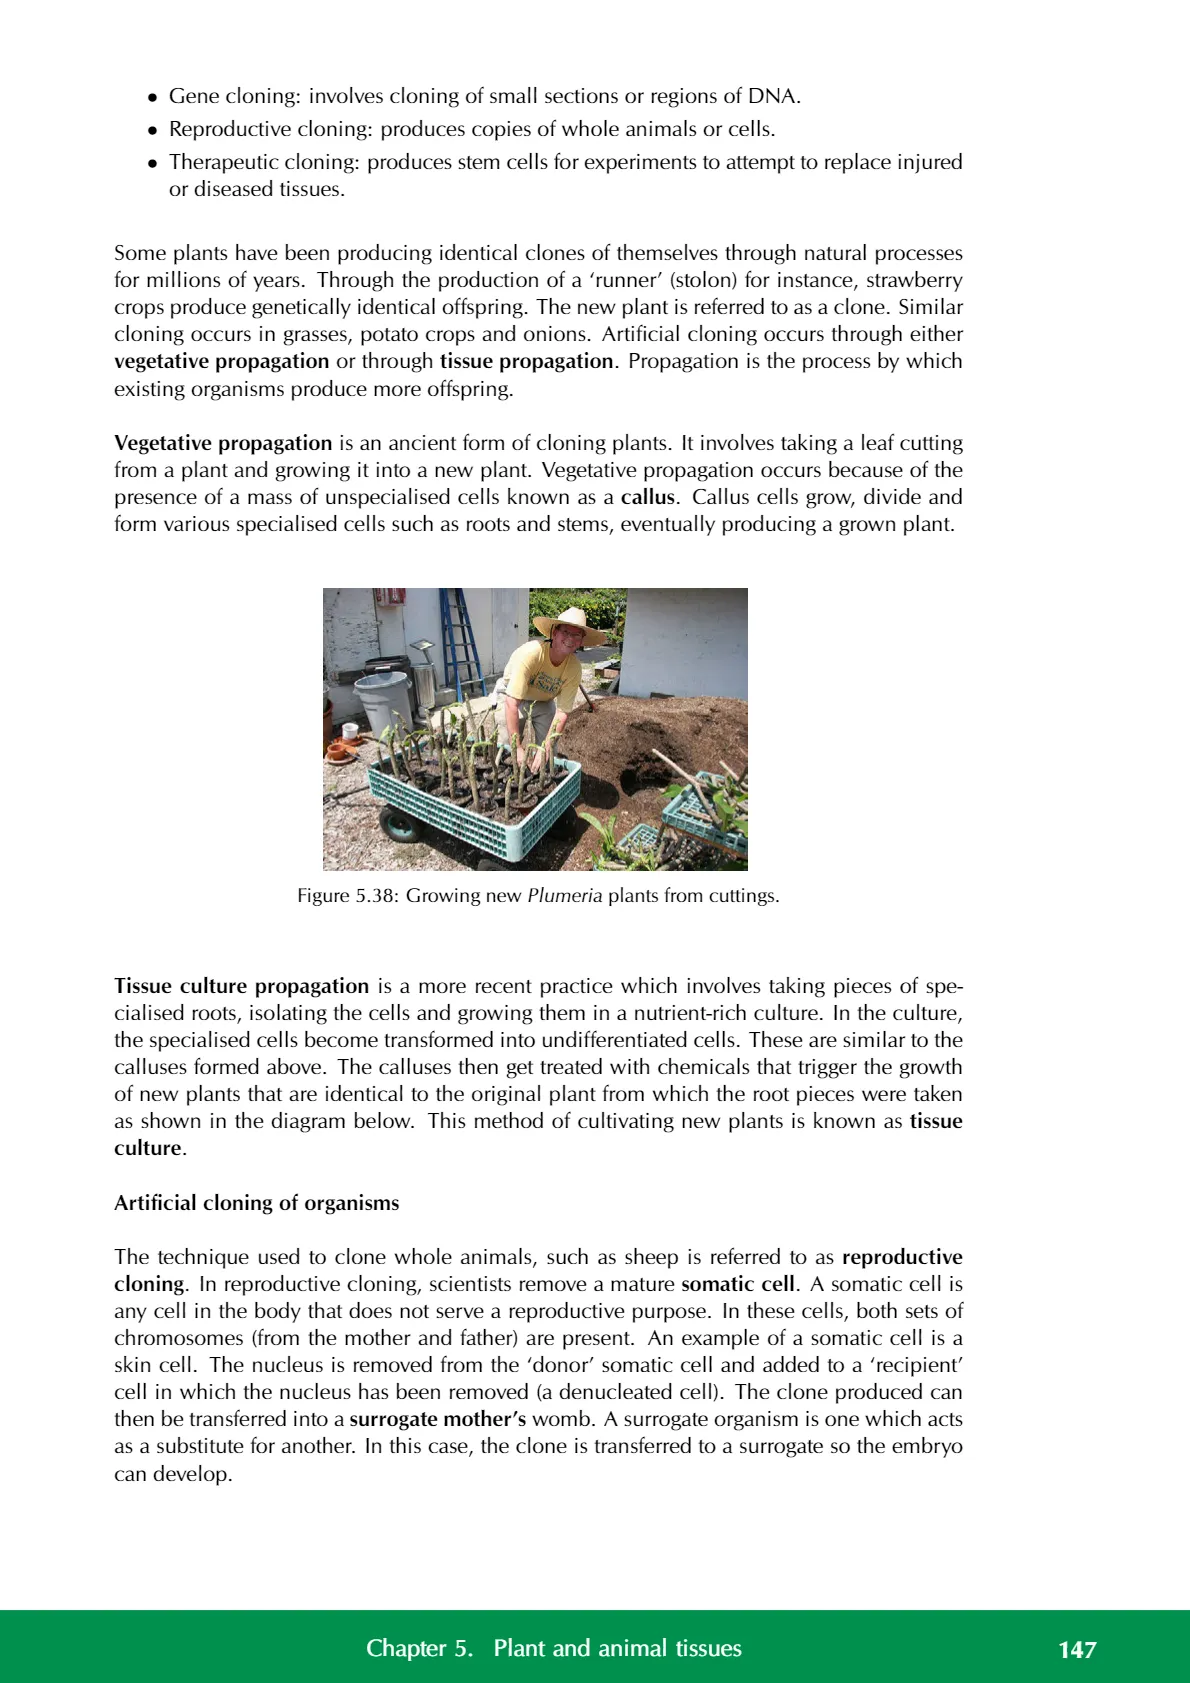 • Gene cloning: involves cloning of small sections or regions of DNA.
• Reproductive cloning: produces copies of whole animals or cells.
• Therapeutic cloning: produces stem cells for experiments to attempt to replace injured
or diseased tissues.
Some plants have been producing identical clones of themselves through natural processes
for millions of years. Through the production of a ‘runner’ (stolon) for instance, strawberry
crops produce genetically identical offspring. The new plant is referred to as a clone. Similar
cloning occurs in grasses, potato crops and onions. Artificial cloning occurs through either
vegetative propagation or through tissue propagation. Propagation is the process by which
existing organisms produce more offspring.
Vegetative propagation is an ancient form of cloning plants. It involves taking a leaf cutting
from a plant and growing it into a new plant. Vegetative propagation occurs because of the
presence of a mass of unspecialised cells known as a callus. Callus cells grow, divide and
form various specialised cells such as roots and stems, eventually producing a grown plant.
Figure 5.38: Growing new Plumeria plants from cuttings.
Tissue culture propagation is a more recent practice which involves taking pieces of spe-
cialised roots, isolating the cells and growing them in a nutrient-rich culture. In the culture,
the specialised cells become transformed into undifferentiated cells. These are similar to the
calluses formed above. The calluses then get treated with chemicals that trigger the growth
of new plants that are identical to the original plant from which the root pieces were taken
as shown in the diagram below. This method of cultivating new plants is known as tissue
culture.
Artificial cloning of organisms
The technique used to clone whole animals, such as sheep is referred to as reproductive
cloning. In reproductive cloning, scientists remove a mature somatic cell. A somatic cell is
any cell in the body that does not serve a reproductive purpose. In these cells, both sets of
chromosomes (from the mother and father) are present. An example of a somatic cell is a
skin cell. The nucleus is removed from the ‘donor’ somatic cell and added to a ‘recipient’
cell in which the nucleus has been removed (a denucleated cell). The clone produced can
then be transferred into a surrogate mother’s womb. A surrogate organism is one which acts
as a substitute for another. In this case, the clone is transferred to a surrogate so the embryo
can develop.
Chapter 5. Plant and animal tissues
147